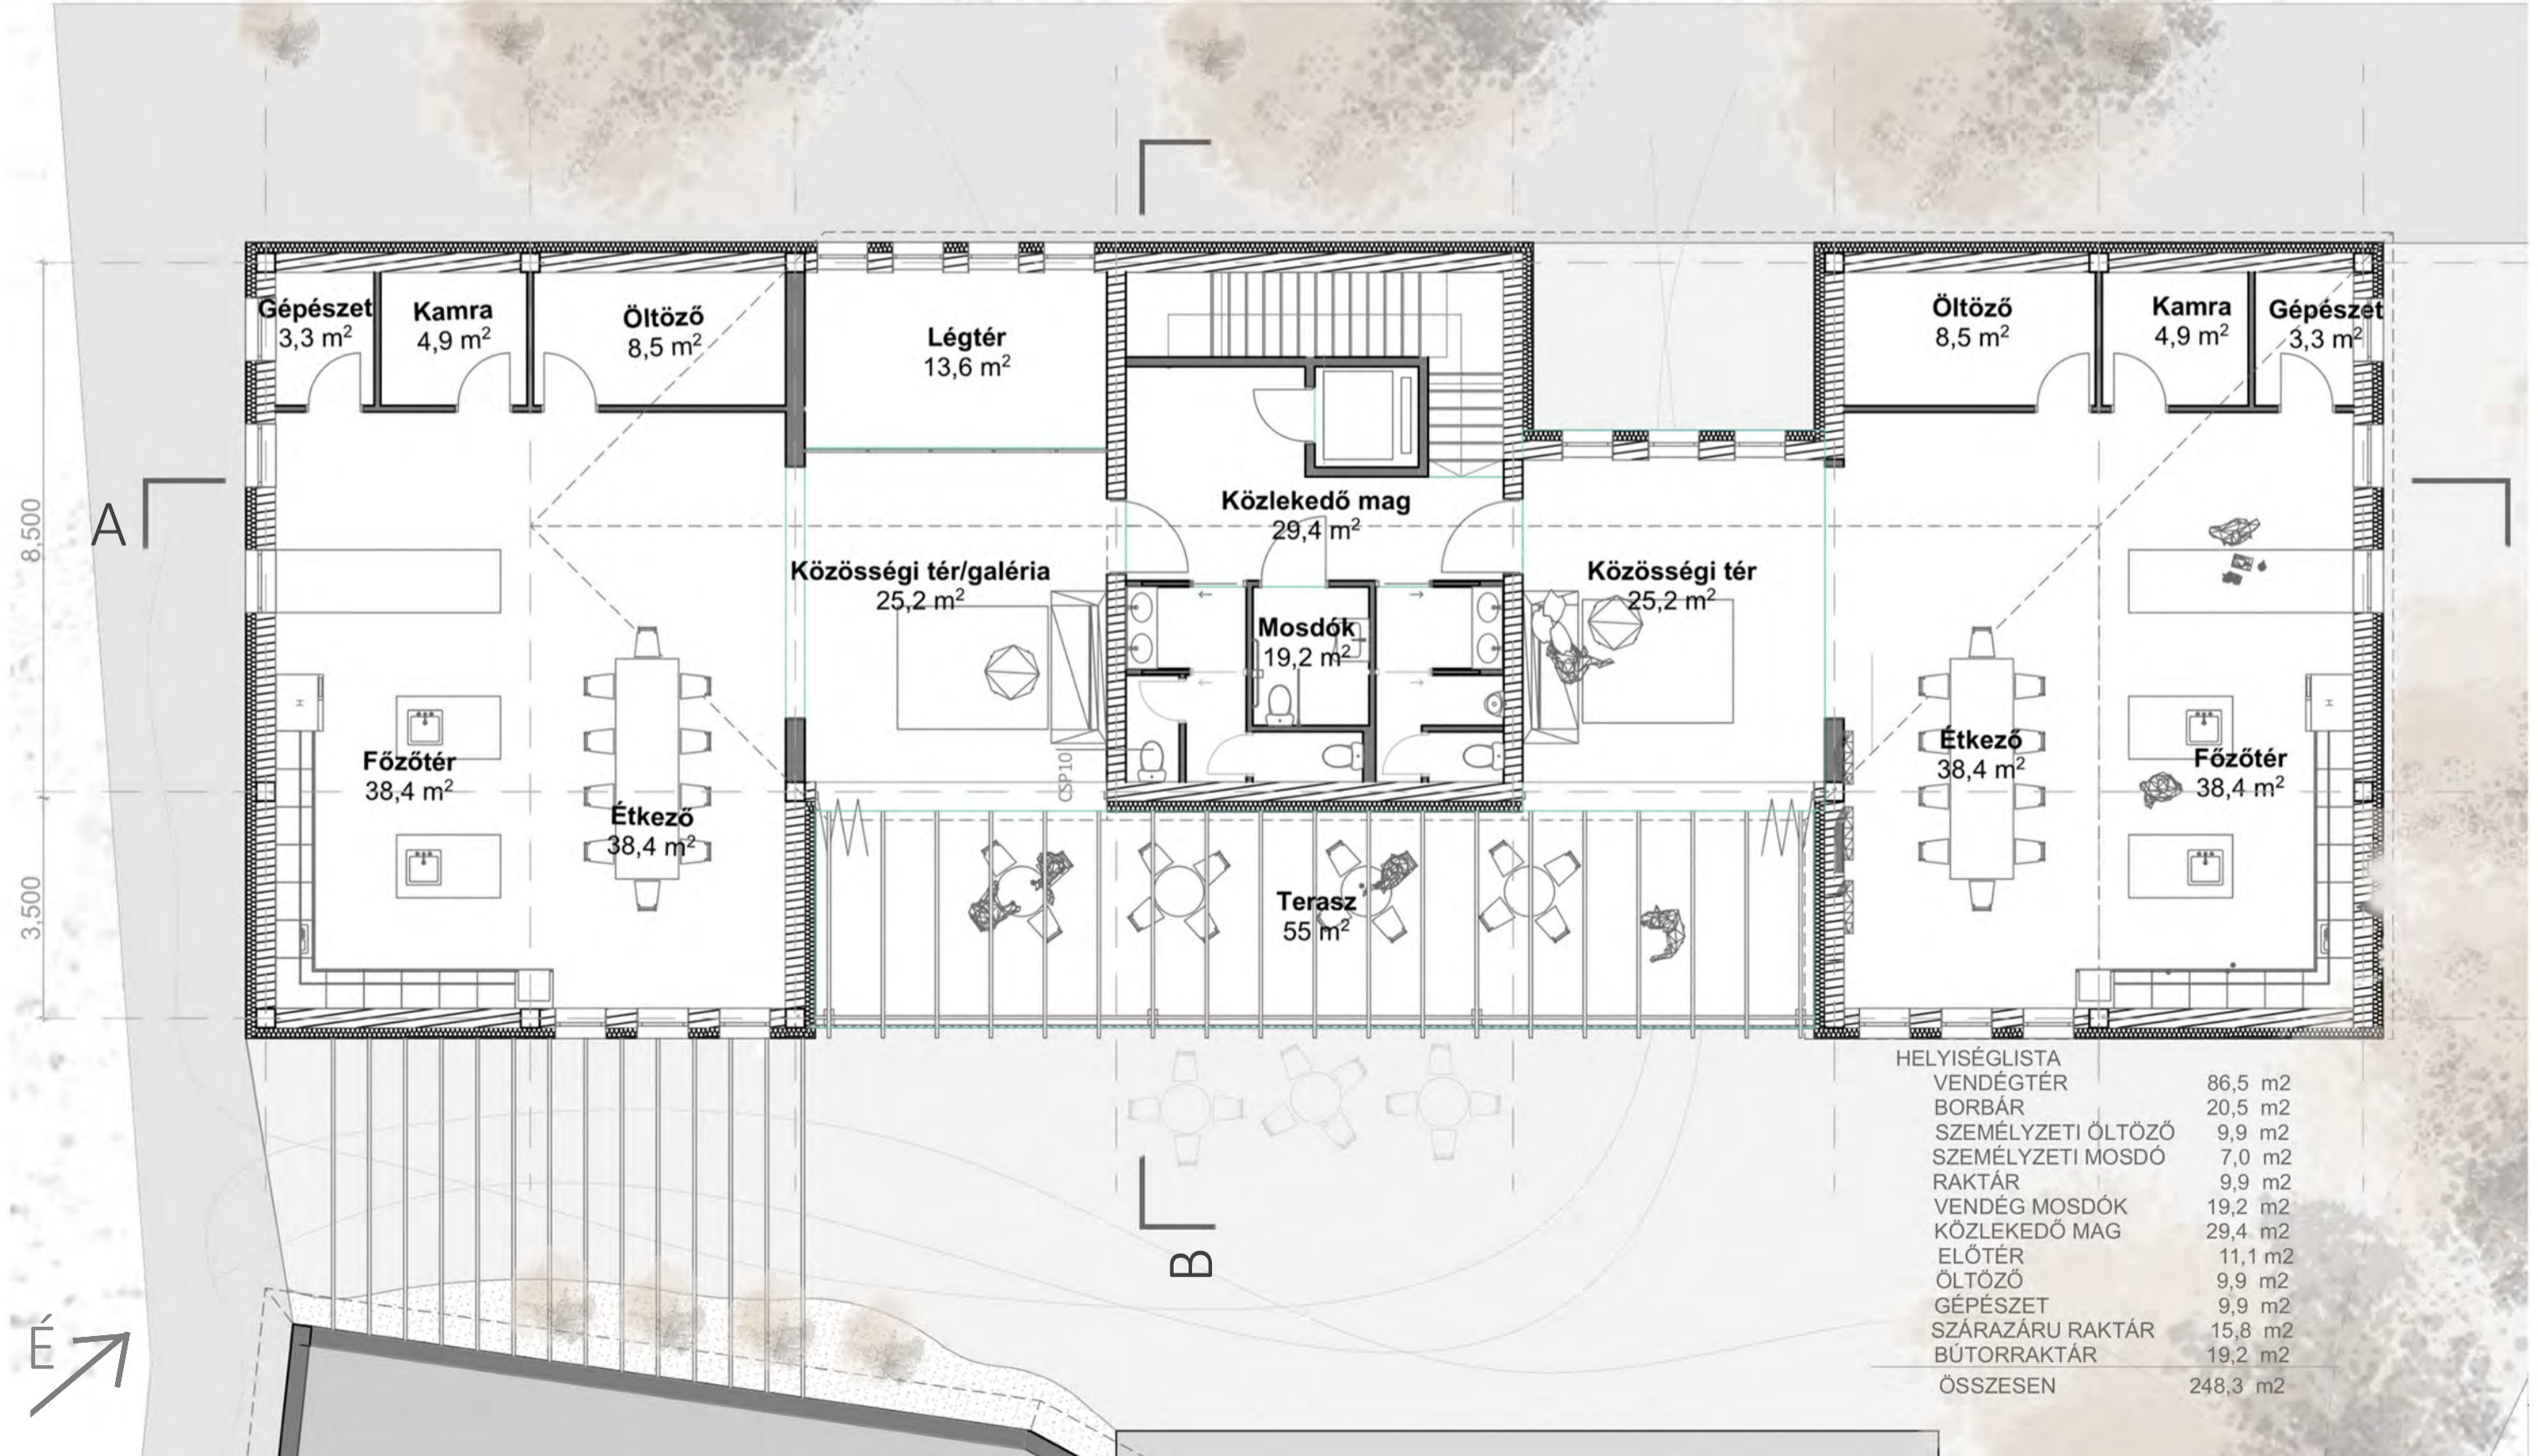 Gépészet
3,3 m²
Kamra
4,9 m²
Öltöző
8,5 m²
Légtér
13,6 m²
Öltöző
8,5 m²
Kamra
4,9 m²
Gépészet
3,3 m²
A
8,500
Közlekedő mag
29,4 m²
Közösségi tér/galéria
25,2 m²
Közösségi tér
25,2 m²
Mosdók
19,2 m²
H
H
Főzőtér
38,4 m²
Étkező
38,4 m²
CSP10
Étkező
38,4 m²
Főzőtér
38,4 m²
3,500
Terasz
55 m²
B
É
HELYISÉGLISTA
VENDÉGTÉR 86,5 m2
BORBÁR 20,5 m2
SZEMÉLYZETI ÖLTÖZŐ 9,9 m2
SZEMÉLYZETI MOSDÓ 7,0 m2
RAKTÁR 9,9 m2
VENDÉG MOSDÓK 19,2 m2
KÖZLEKEDŐ MAG 29,4 m2
ELŐTÉR 11,1 m2
ÖLTÖZŐ 9,9 m2
GÉPÉSZET 9,9 m2
SZÁRAZÁRU RAKTÁR 15,8 m2
BÚTORRAKTÁR 19,2 m2
ÖSSZESEN 248,3 m2